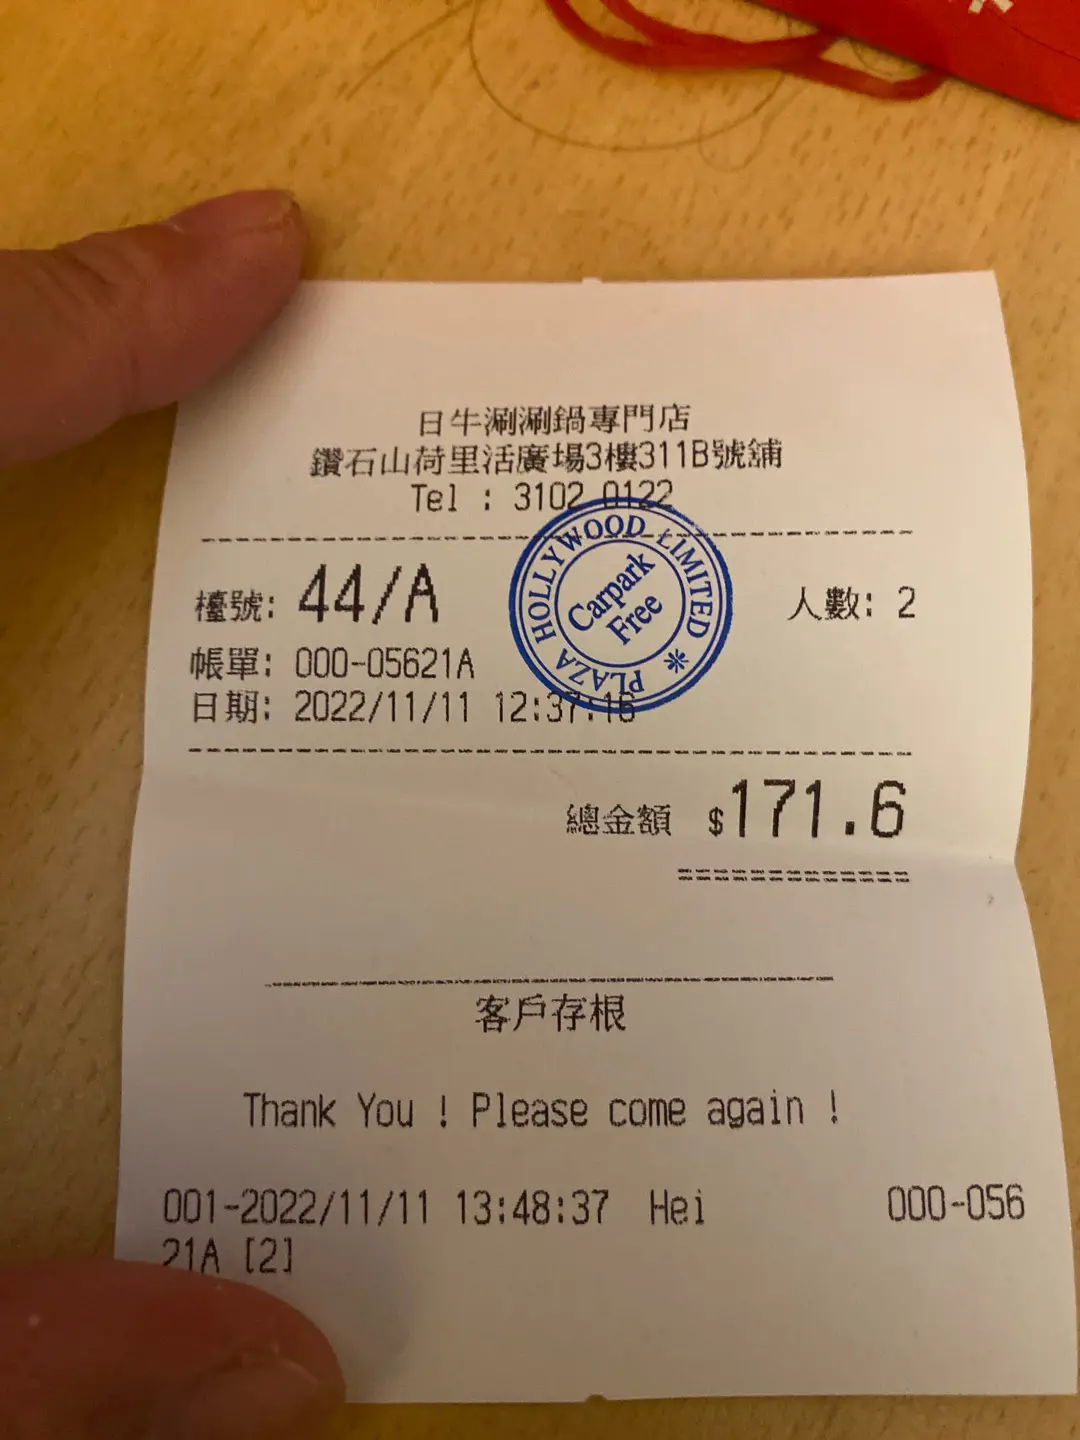 日牛涮涮鍋專門店
鑽石山荷里活廣場3樓311B號舖
Tel : 3102 0122
PLAZA HOLLYWOOD LIMITED *
Carpark
Free
檯號: 44/A 人數: 2
帳單: 000-05621A
日期: 2022/11/11 12:37:16
總金額 $171.6
客戶存根
Thank You ! Please come again !
001-2022/11/11 13:48:37 Hei 000-056
21A [2]